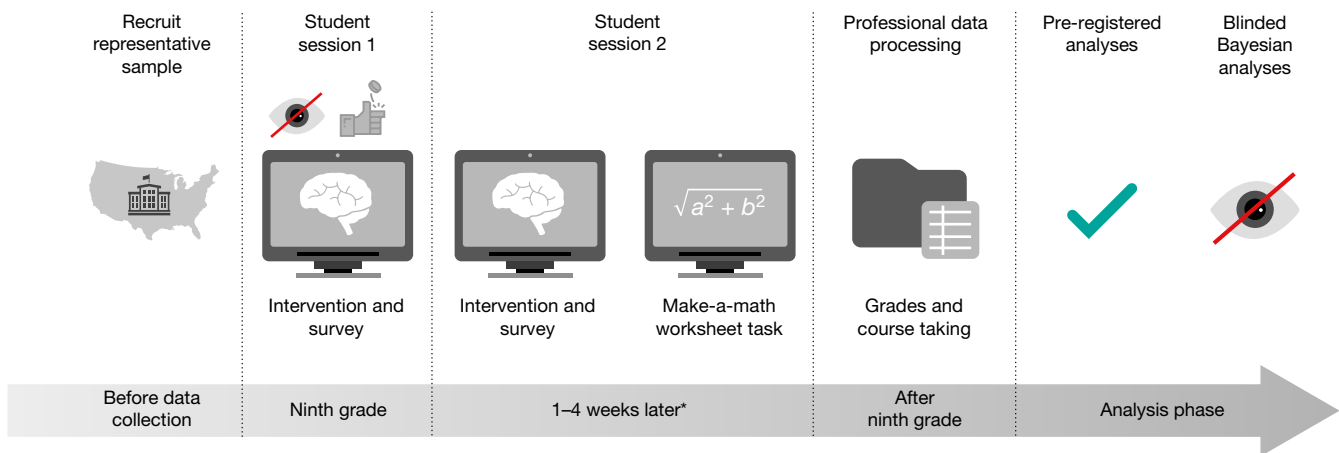 Recruit
representative
sample
Student
session 1
Student
session 2
Professional data
processing
Pre-registered
analyses
Blinded
Bayesian
analyses
√a² + b²
Intervention and
survey
Intervention and
survey
Make-a-math
worksheet task
Grades and
course taking
Before data
collection
Ninth grade
1–4 weeks later*
After
ninth grade
Analysis phase